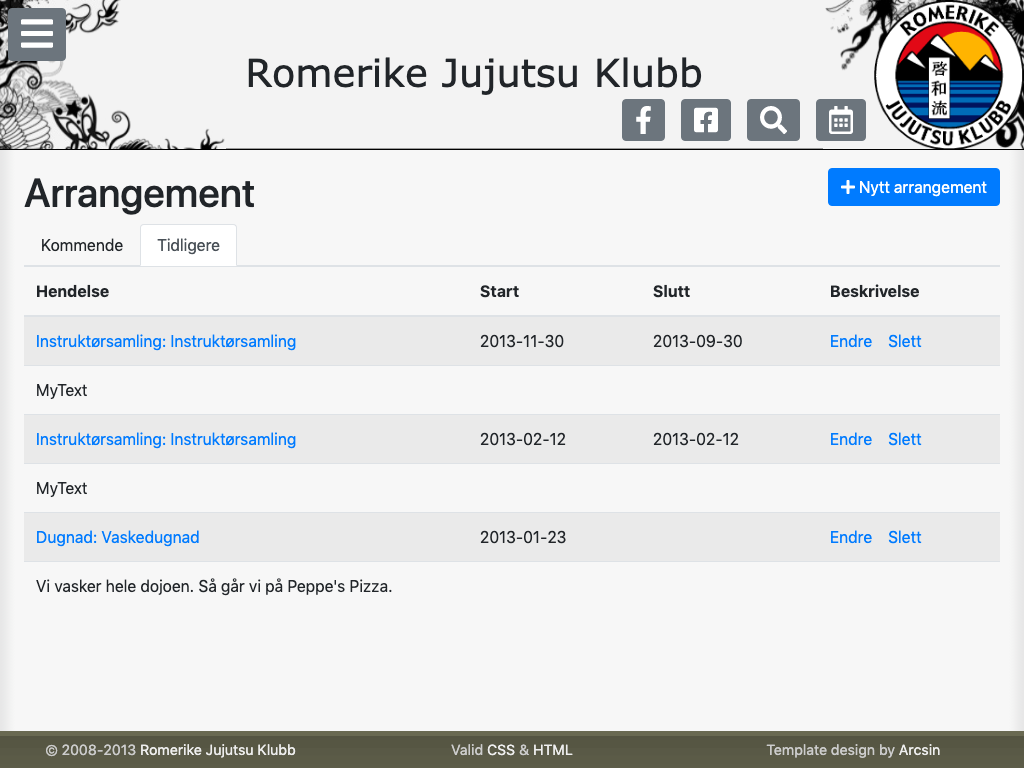 Romerike Jujutsu Klubb
ROMERIKE
啓和流
JUJUTSU KLUBB
Arrangement
Nytt arrangement
Kommende Tidligere
Hendelse Start Slutt Beskrivelse
Instruktørsamling: Instruktørsamling 2013-11-30 2013-09-30 Endre Slett
MyText
Instruktørsamling: Instruktørsamling 2013-02-12 2013-02-12 Endre Slett
MyText
Dugnad: Vaskedugnad 2013-01-23 Endre Slett
Vi vasker hele dojoen. Så går vi på Peppe's Pizza.
© 2008-2013 Romerike Jujutsu Klubb Valid CSS & HTML Template design by Arcsin